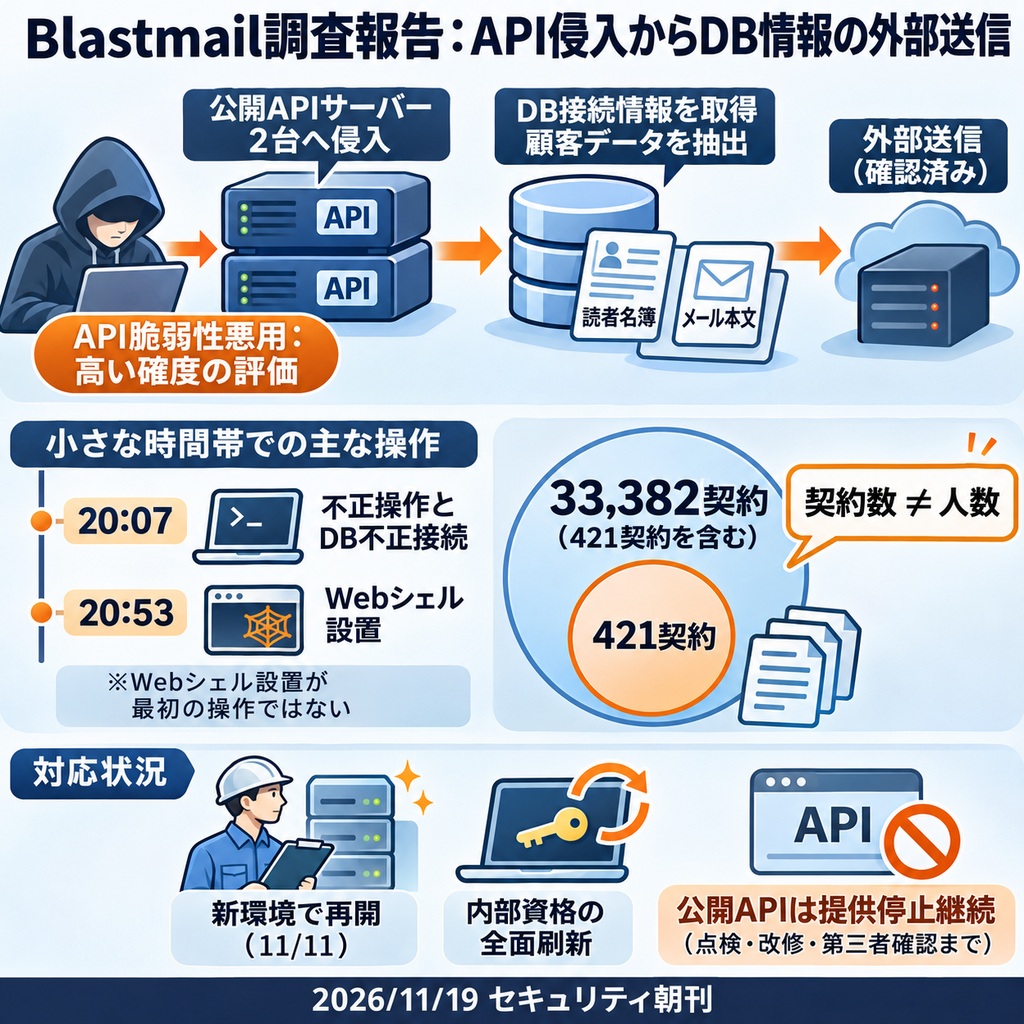 Blastmail調査報告：API侵入からDB情報の外部送信
公開APIサーバー
2台へ侵入
DB接続情報を取得
顧客データを抽出
外部送信
（確認済み）
API
API
読者名簿
メール本文
API脆弱性悪用：
高い確度の評価
小さな時間帯での主な操作
20:07
不正操作と
DB不正接続
20:53
Webシェル
設置
※Webシェル設置が
最初の操作ではない
33,382契約
（421契約を含む）
421契約
契約数 ≠ 人数
対応状況
新環境で再開
（11/11）
内部資格の
全面刷新
API
公開APIは提供停止継続
（点検・改修・第三者確認まで）
2026/11/19 セキュリティ朝刊